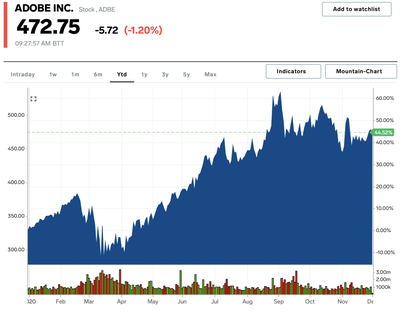 ADOBE INC. Stock , ADBE
Add to watchlist
472.75 -5.72 (-1.20%)
09:27:57 AM BTT
Intraday 1w 1m 6m Ytd 1y 3y 5y Max
Indicators Mountain-Chart
60.00%
500.00
50.00%
44.52%
450.00
40.00%
30.00%
400.00
20.00%
350.00
10.00%
0.00%
300.00
-10.00%
3.00m
2.00m
1000k
)20 Feb Mar Apr May Jun Jul Aug Sep Oct Nov De